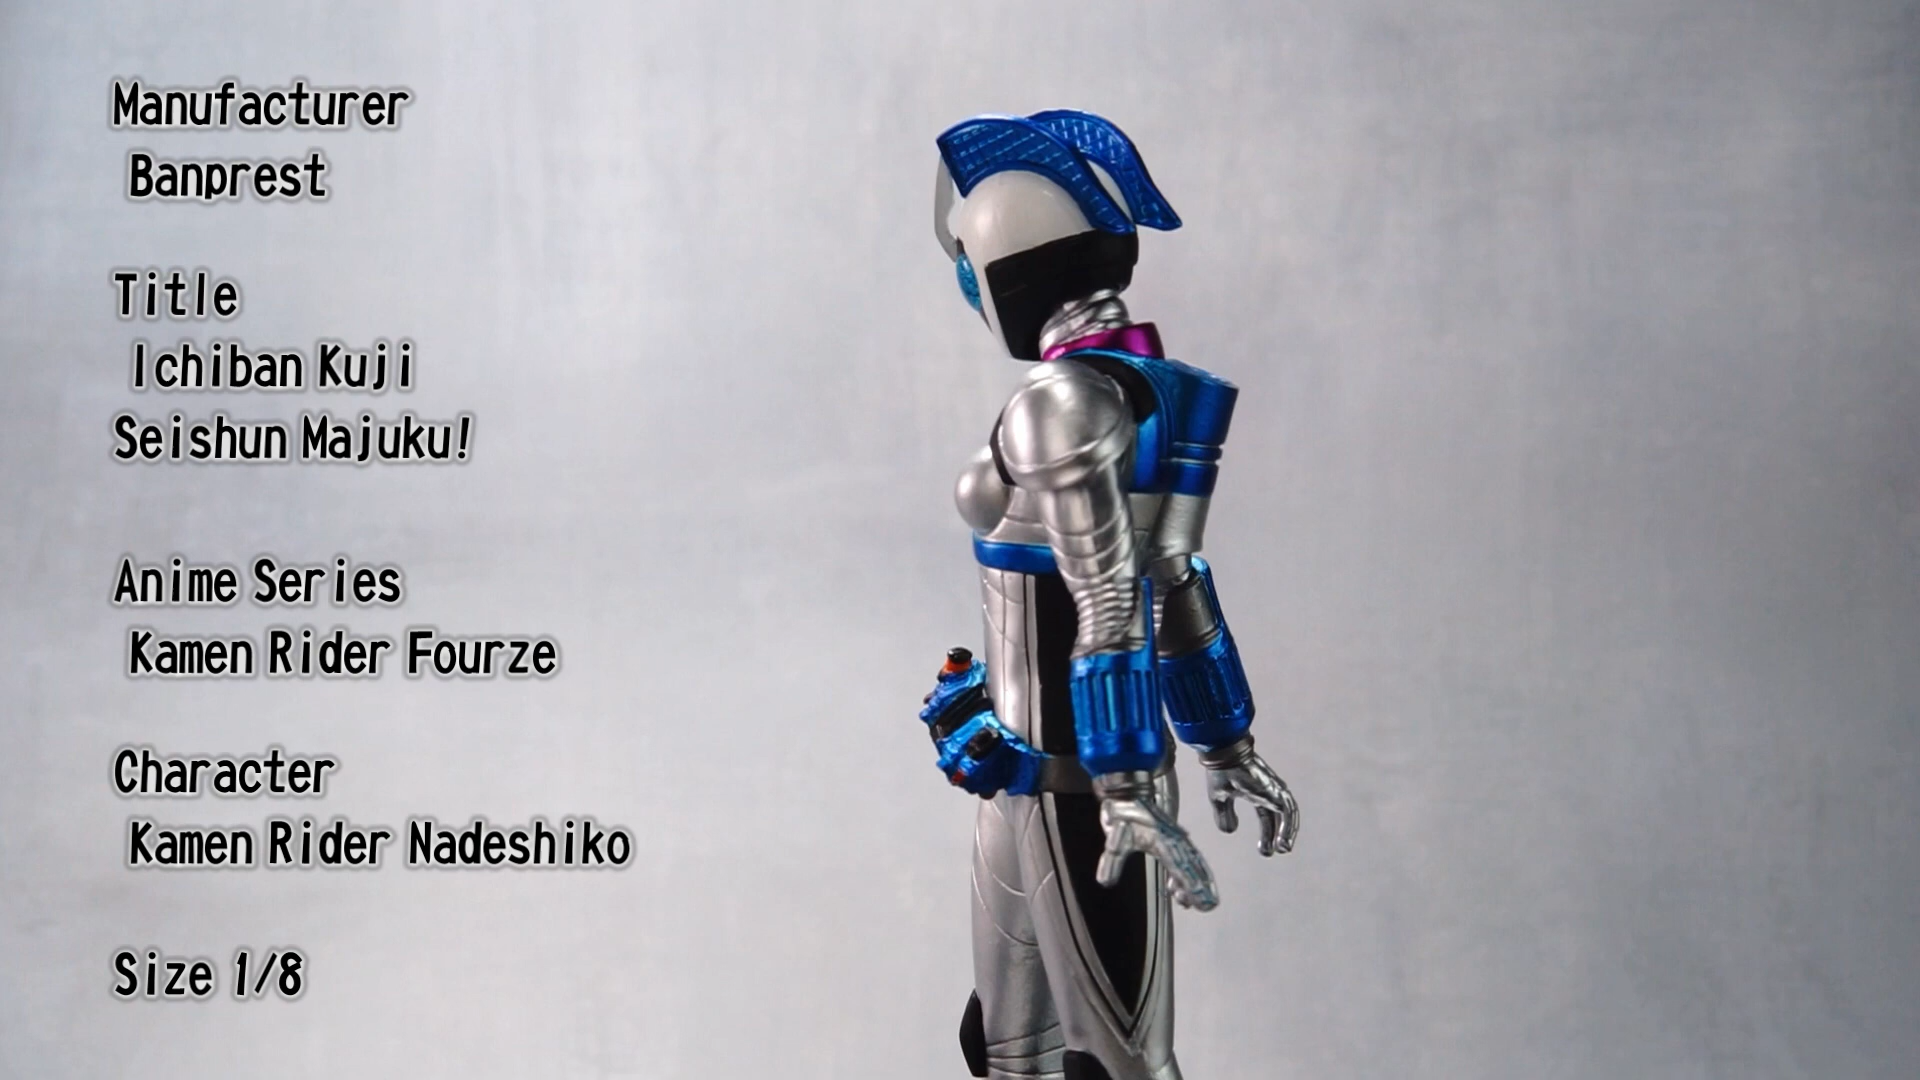 Manufacturer
Banprest
Title
Ichiban Kuji
Seishun Majuku!
Anime Series
Kamen Rider Fourze
Character
Kamen Rider Nadeshiko
Size 1/8